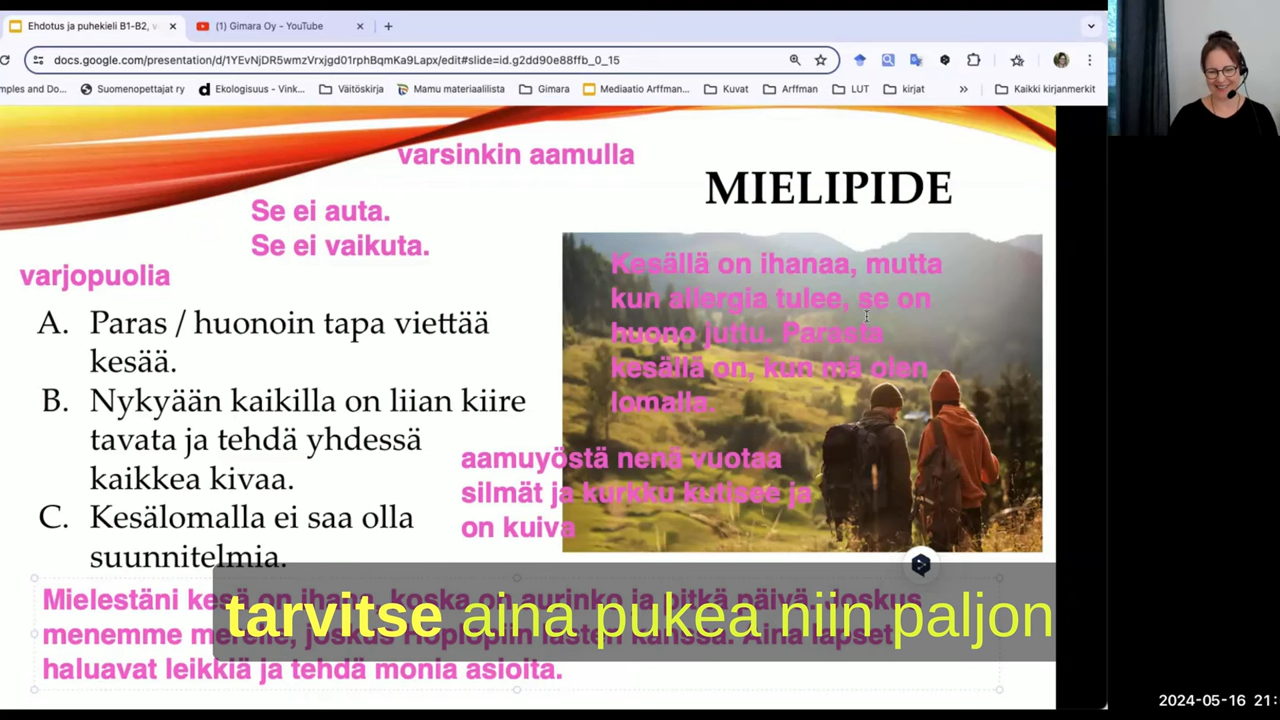 Ehdotus ja puhekieli B1-B2, v
(1) Gimara Oy - YouTube
docs.google.com/presentation/d/1YEvNjDR5wmzVrxjgd01rphBqmKa9Lapx/edit#slide=id.g2dd90e88ffb_0_15
mples and Do... Suomenopettajat ry Ekologisuus - Vink... Väitöskirja Mamu materiaalilista Gimara Mediaatio Arffman... Kuvat Arffman LUT kirjat » Kaikki kirjanmerkit
varsinkin aamulla
MIELIPIDE
Se ei auta.
Se ei vaikuta.
varjopuolia
Kesällä on ihanaa, mutta
kun allergia tulee, se on
huono juttu. Parasta
kesällä on, kun mä olen
lomalla.
A. Paras / huonoin tapa viettää
kesää.
B. Nykyään kaikilla on liian kiire
tavata ja tehdä yhdessä
kaikkea kivaa.
C. Kesälomalla ei saa olla
suunnitelmia.
aamuyöstä nenä vuotaa
silmät ja kurkku kutisee ja
on kuiva
Mielestäni kesä on ihana, koska on aurinko ja pitkä päivä. Joskus
menemme merelle, joskus Hoplopiin lasten kanssa. Aina lapset
haluavat leikkiä ja tehdä monia asioita.
tarvitse aina pukea niin paljon
2024-05-16 21: